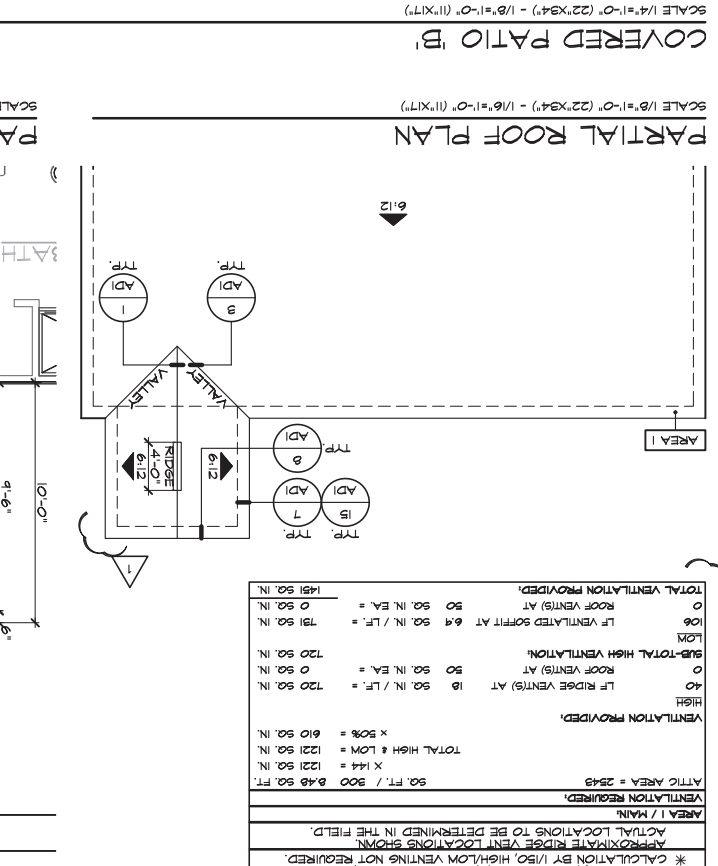 * CALCULATION BY 1/150, HIGH/LOW VENTING NOT REQUIRED.
APPROXIMATE RIDGE VENT LOCATIONS SHOWN.
ACTUAL LOCATIONS TO BE DETERMINED IN THE FIELD.
AREA 1 / MAIN:
VENTILATION REQUIRED:
ATTIC AREA = 2543 SQ. FT. / 300 8.48 SQ. FT.
X 144 = 1221 SQ. IN.
TOTAL HIGH & LOW = 1221 SQ. IN.
x 50% = 610 SQ. IN.
VENTILATION PROVIDED:
HIGH
40 LF RIDGE VENT(S) AT 18 SQ. IN. / LF. = 720 SQ. IN.
0 ROOF VENT(S) AT 50 SQ. IN. EA. = 0 SQ. IN.
SUB-TOTAL HIGH VENTILATION: 720 SQ. IN.
LOW
106 LF VENTILATED SOFFIT AT 6.9 SQ. IN. / LF. = 731 SQ. IN.
0 ROOF VENT(S) AT 50 SQ. IN. EA. = 0 SQ. IN.
TOTAL VENTILATION PROVIDED: 1451 SQ. IN.
1
TYP. TYP.
15 7
AD1 AD1
TYP.
8
AD1
6:12
RIDGE
4'-0"
6:12
10'-0"
9'-6"
6"
AREA 1
VALLEY
VALLEY
3
AD1
TYP.
1
AD1
TYP.
BATH
6:12
PARTIAL ROOF PLAN
SCALE 1/8"=1'-0" (22"X34") - 1/16"=1'-0" (11"X17")
PA
SCALE
COVERED PATIO 'B'
SCALE 1/4"=1'-0" (22"X34") - 1/8"=1'-0" (11"X17")